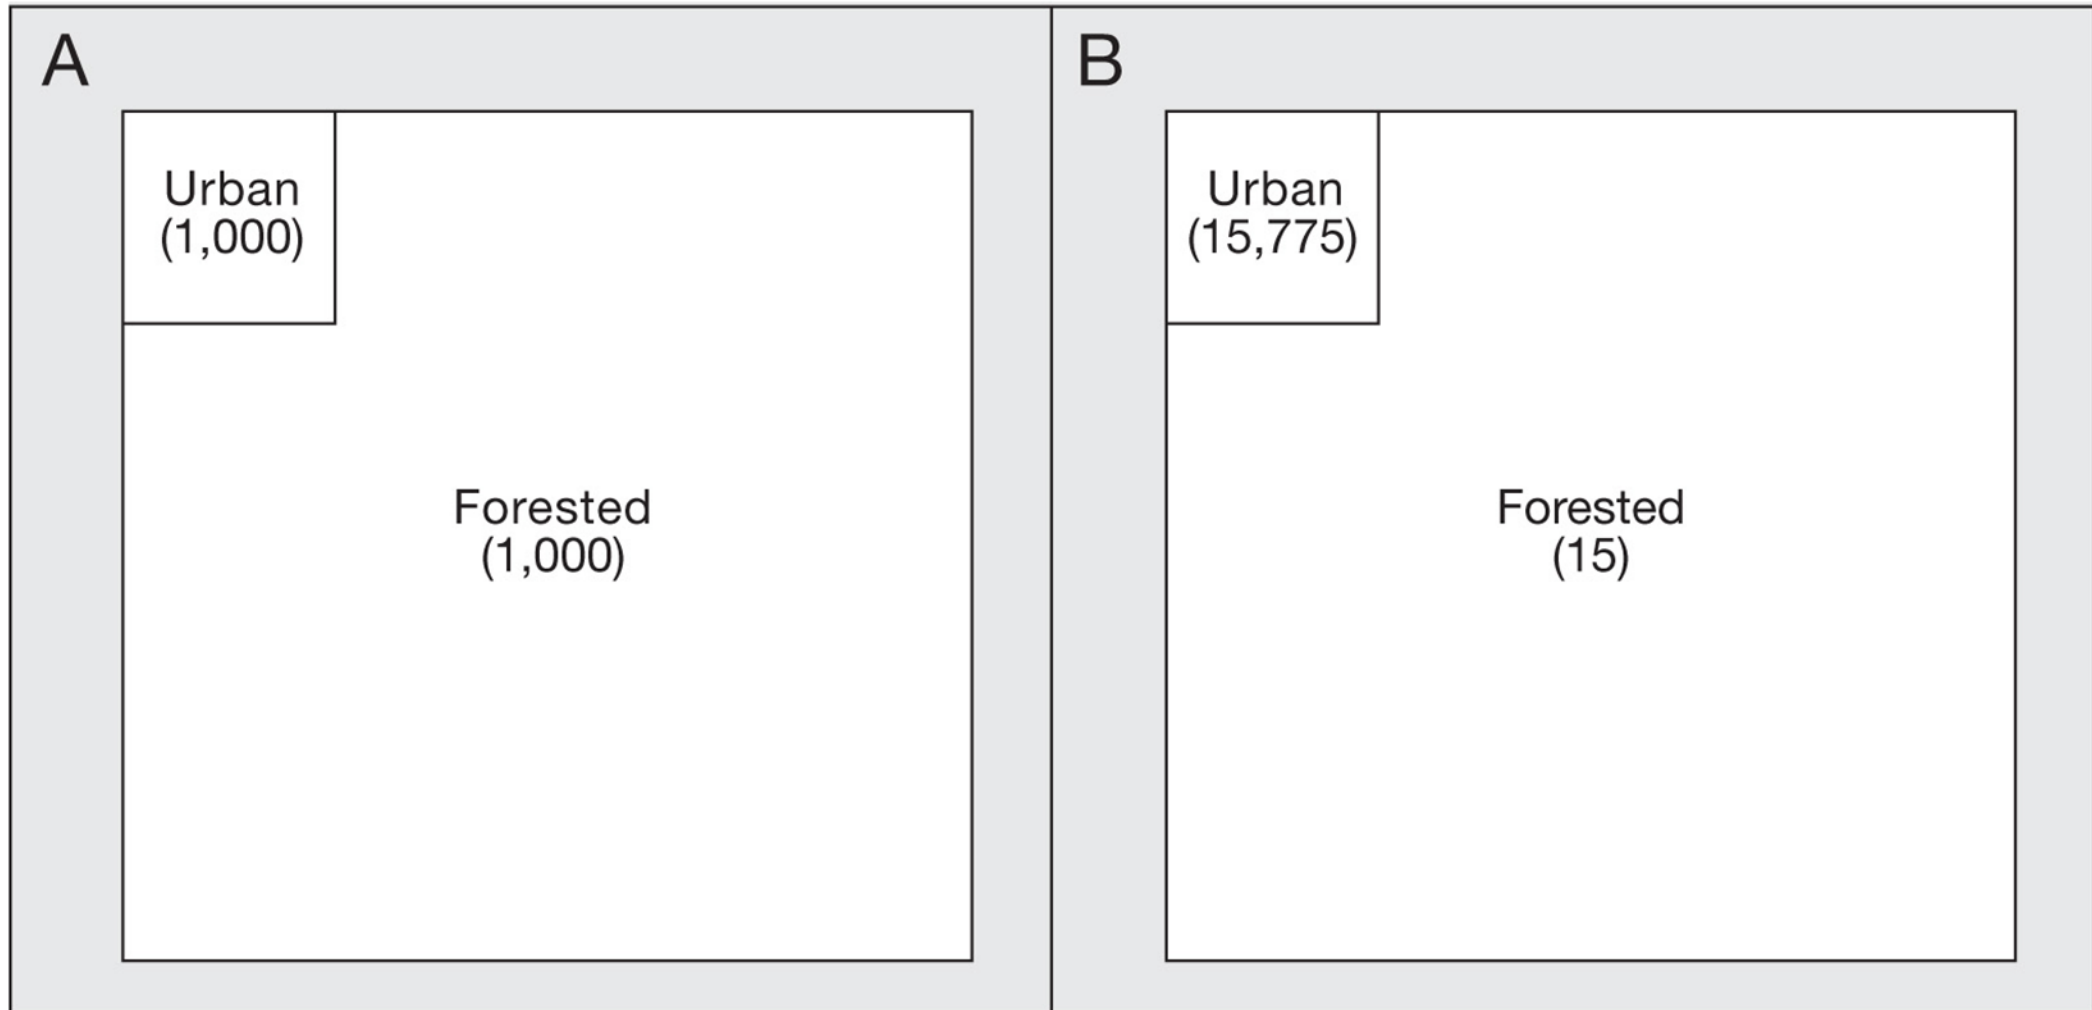 A
Urban
(1,000)
Forested
(1,000)
B
Urban
(15,775)
Forested
(15)